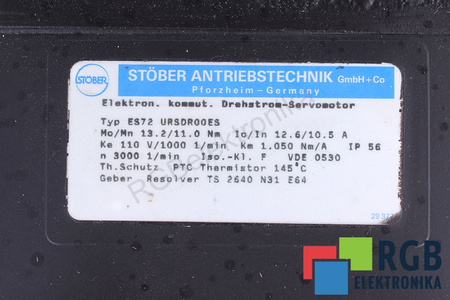 STÖBER
STÖBER ANTRIEBSTECHNIK GmbH+Co
Pforzheim - Germany
Elektron. kommut. Drehstrom-Servomotor
Typ ES72 URSDR00ES
Mo/Mn 13.2/11.0 Nm Io/In 12.6/10.5 A
Ke 110 V/1000 1/min Km 1.050 Nm/A IP 56
n 3000 1/min Iso.-Kl. F VDE 0530
Th.Schutz PTC Thermistor 145°C
Geber Resolver TS 2640 N31 E64
RGB
ELEKTRONIKA